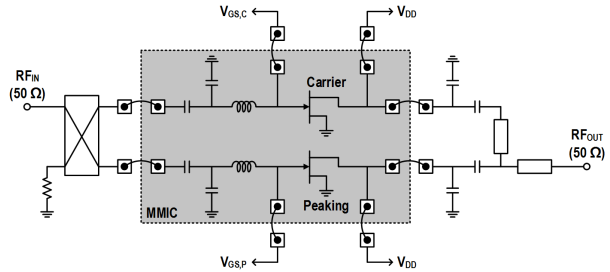 V_GS,C
V_DD
RF_IN
(50 Ω)
Carrier
RF_OUT
(50 Ω)
Peaking
MMIC
V_GS,P
V_DD